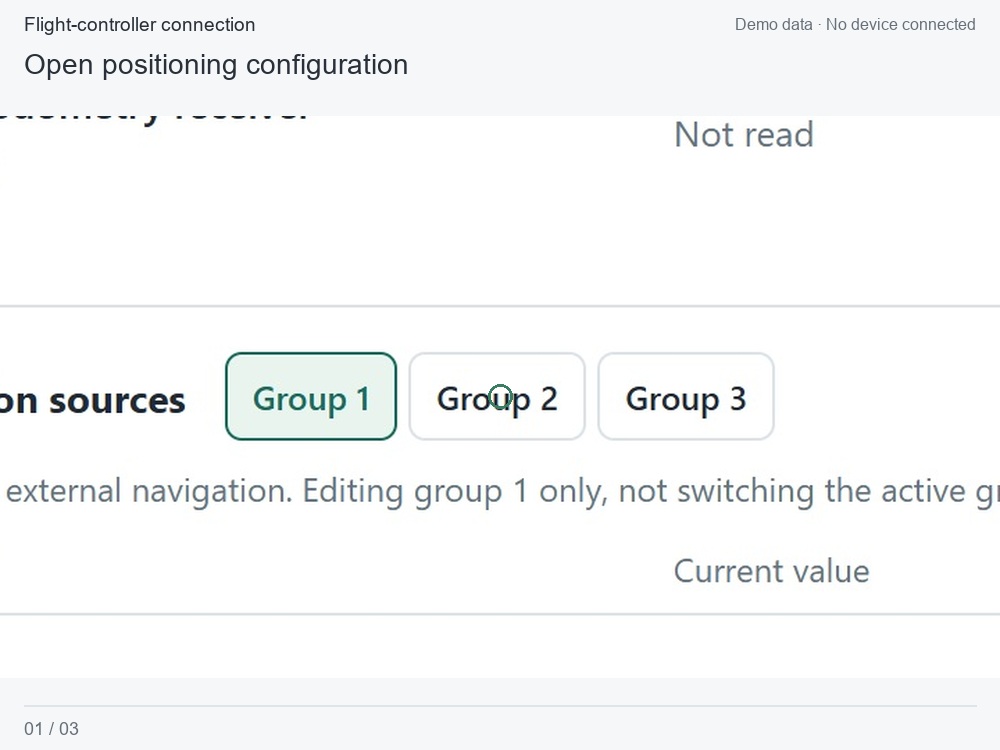 Flight-controller connection
Demo data · No device connected
Open positioning configuration
Not read
on sources
Group 1
Group 2
Group 3
external navigation. Editing group 1 only, not switching the active
Current value
01 / 03